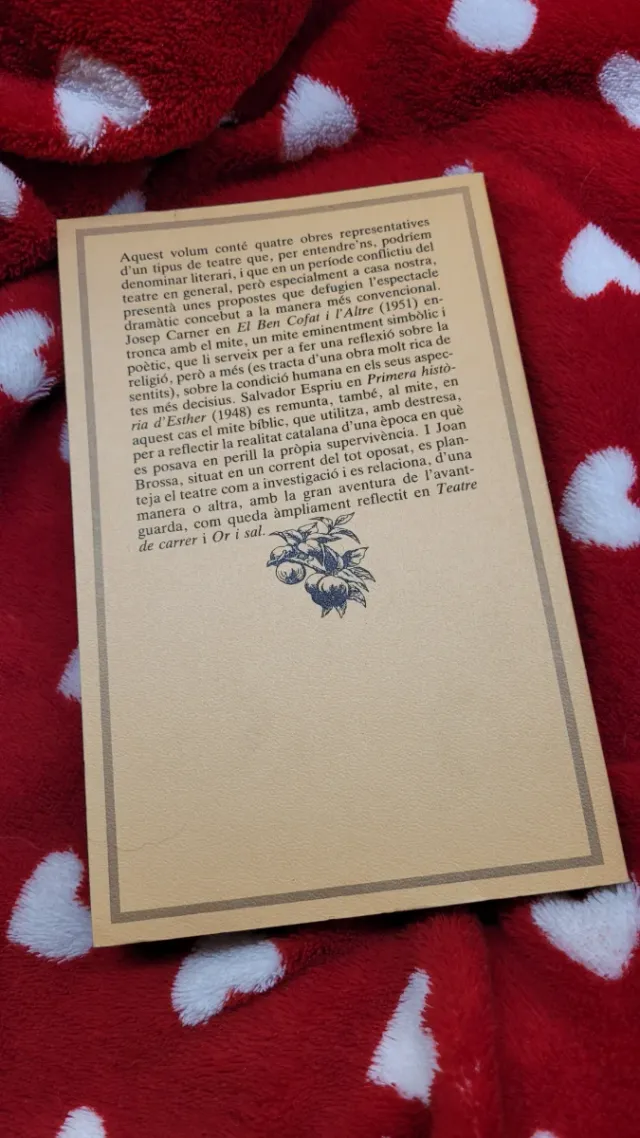 Aquest volum conté quatre obres representatives
d'un tipus de teatre que, per entendre'ns, podríem
denominar literari, i que en un període conflictiu del
teatre en general, però especialment a casa nostra,
presentà unes propostes que defugien l'espectacle
dramàtic concebut a la manera més convencional.
Josep Carner en El Ben Cofat i l'Altre (1951) en-
tronca amb el mite, un mite eminentment simbòlic i
poètic, que li serveix per a fer una reflexió sobre la
religió, però a més (es tracta d'una obra molt rica de
sentits), sobre la condició humana en els seus aspec-
tes més decisius. Salvador Espriu en Primera histò-
ria d'Esther (1948) es remunta, també, al mite, en
aquest cas el mite bíblic, que utilitza, amb destresa,
per a reflectir la realitat catalana d'una època en què
es posava en perill la pròpia supervivència. I Joan
Brossa, situat en un corrent del tot oposat, es plan-
teja el teatre com a investigació i es relaciona, d'una
manera o altra, amb la gran aventura de l'avant-
guarda, com queda àmpliament reflectit en Teatre
de carrer i Or i sal.